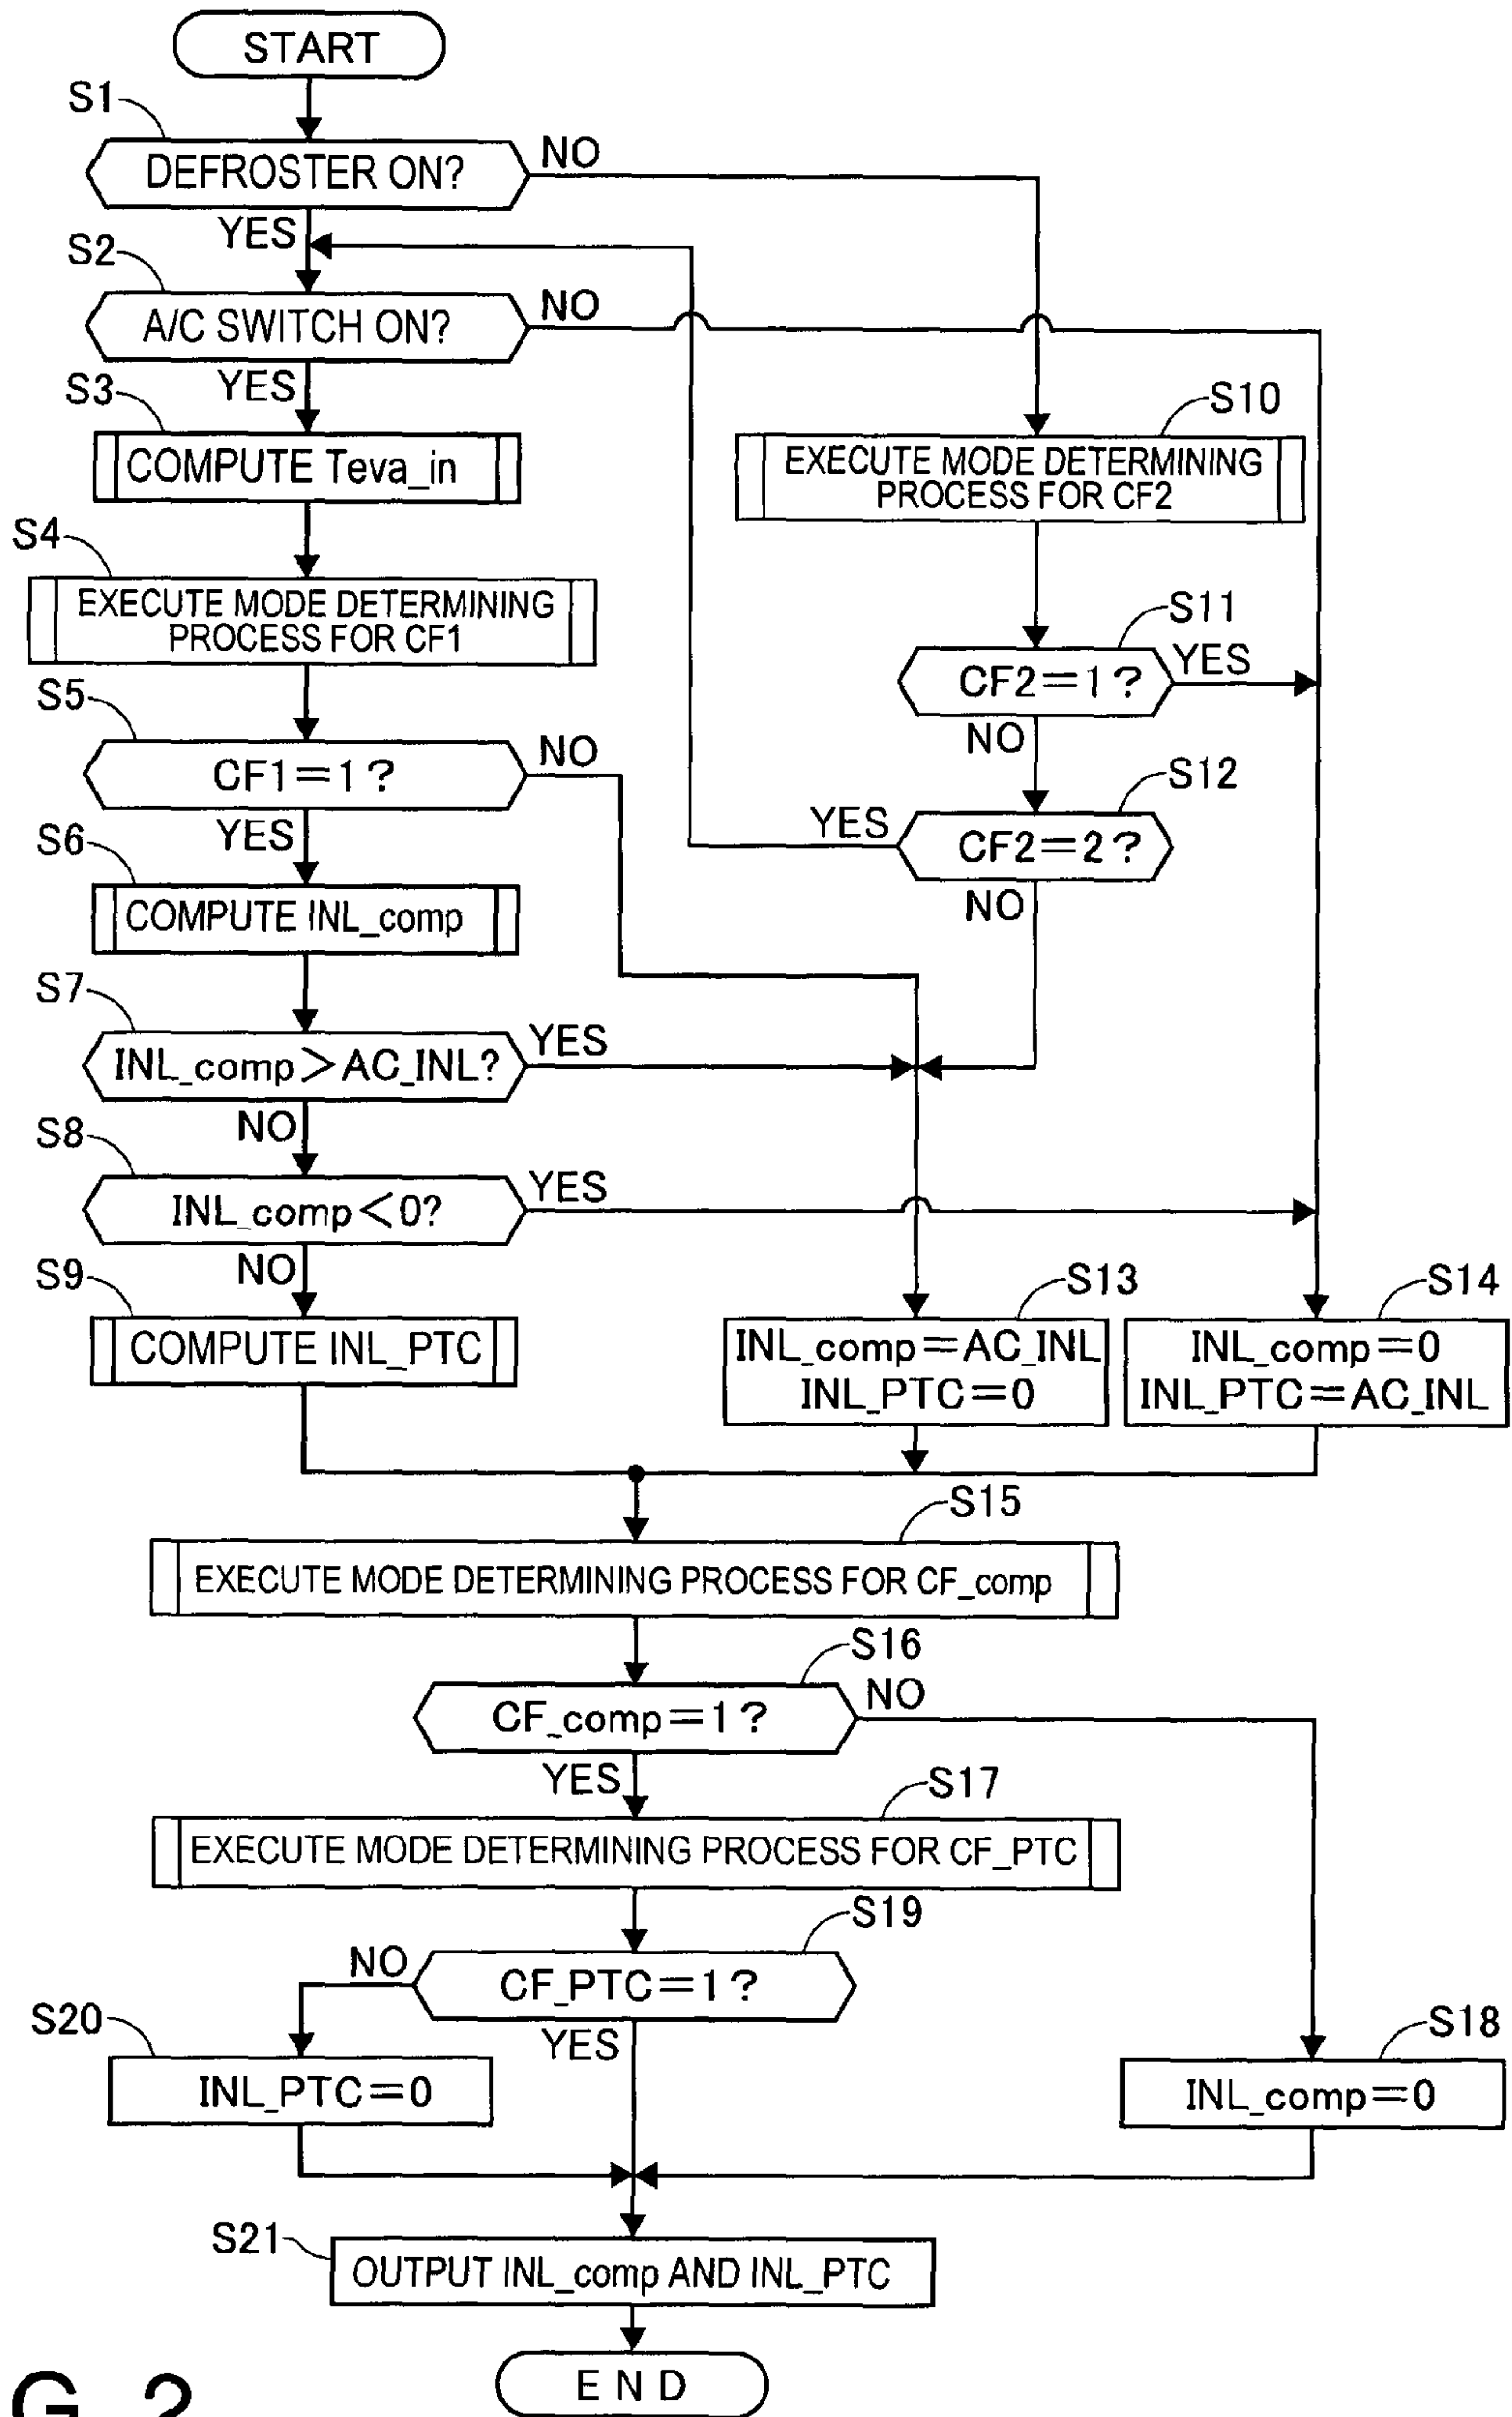 START
S1
DEFROSTER ON?
NO
YES
S2
A/C SWITCH ON?
NO
YES
S3
COMPUTE Teva_in
S10
EXECUTE MODE DETERMINING
PROCESS FOR CF2
S4
EXECUTE MODE DETERMINING
PROCESS FOR CF1
S11
CF2=1?
YES
NO
S5
CF1=1?
NO
YES
S12
CF2=2?
YES
NO
S6
COMPUTE INL_comp
S7
INL_comp>AC_INL?
YES
NO
S8
INL_comp<0?
YES
NO
S9
COMPUTE INL_PTC
S13
INL_comp=AC_INL
INL_PTC=0
S14
INL_comp=0
INL_PTC=AC_INL
S15
EXECUTE MODE DETERMINING PROCESS FOR CF_comp
S16
CF_comp=1?
NO
YES
S17
EXECUTE MODE DETERMINING PROCESS FOR CF_PTC
S19
CF_PTC=1?
NO
YES
S20
INL_PTC=0
S18
INL_comp=0
S21
OUTPUT INL_comp AND INL_PTC
END